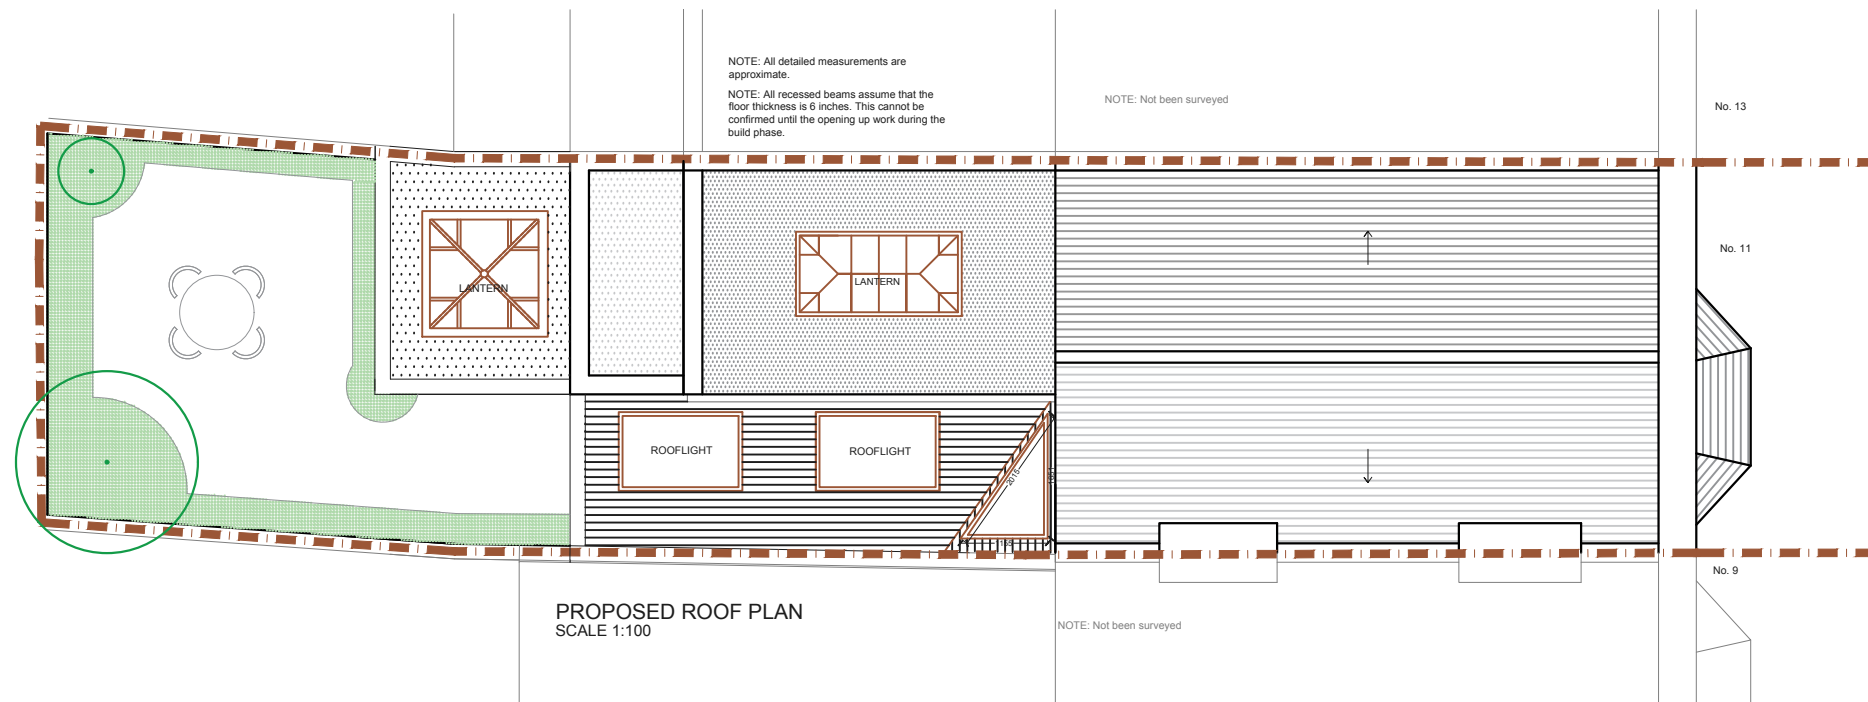 NOTE: All detailed measurements are
approximate.
NOTE: All recessed beams assume that the
floor thickness is 6 inches. This cannot be
confirmed until the opening up work during the
build phase.
NOTE: Not been surveyed
No. 13
No. 11
LANTERN
LANTERN
ROOFLIGHT
ROOFLIGHT
2015
No. 9
PROPOSED ROOF PLAN
SCALE 1:100
NOTE: Not been surveyed